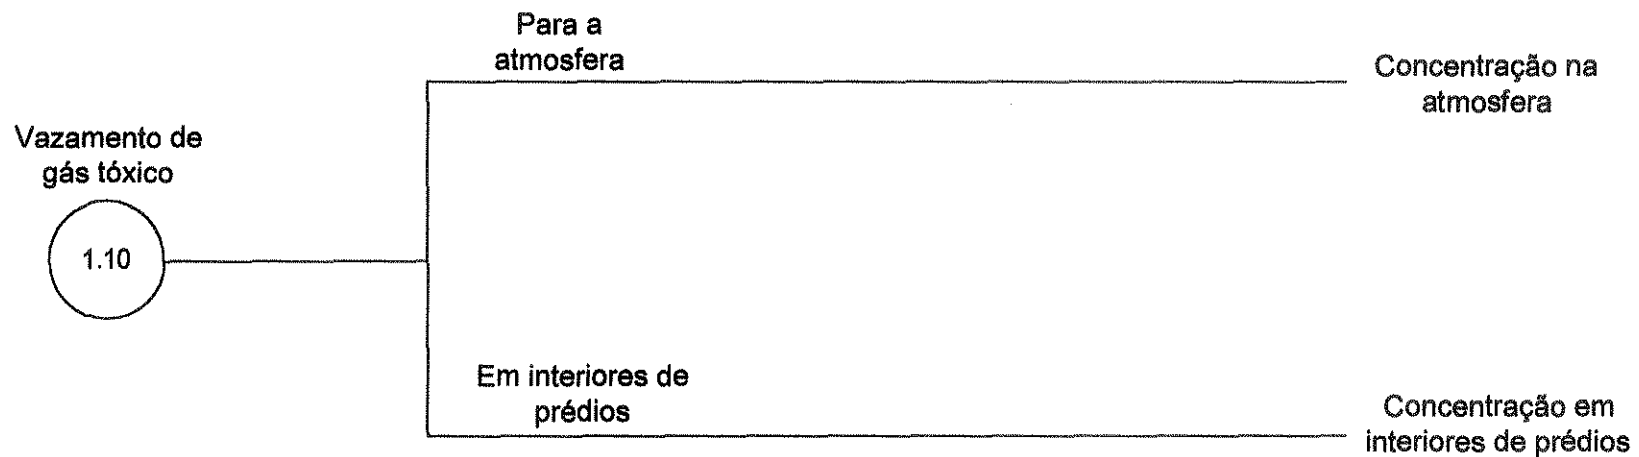 Para a
atmosfera
Concentração na
atmosfera
Vazamento de
gás tóxico
1.10
Em interiores de
prédios
Concentração em
interiores de prédios